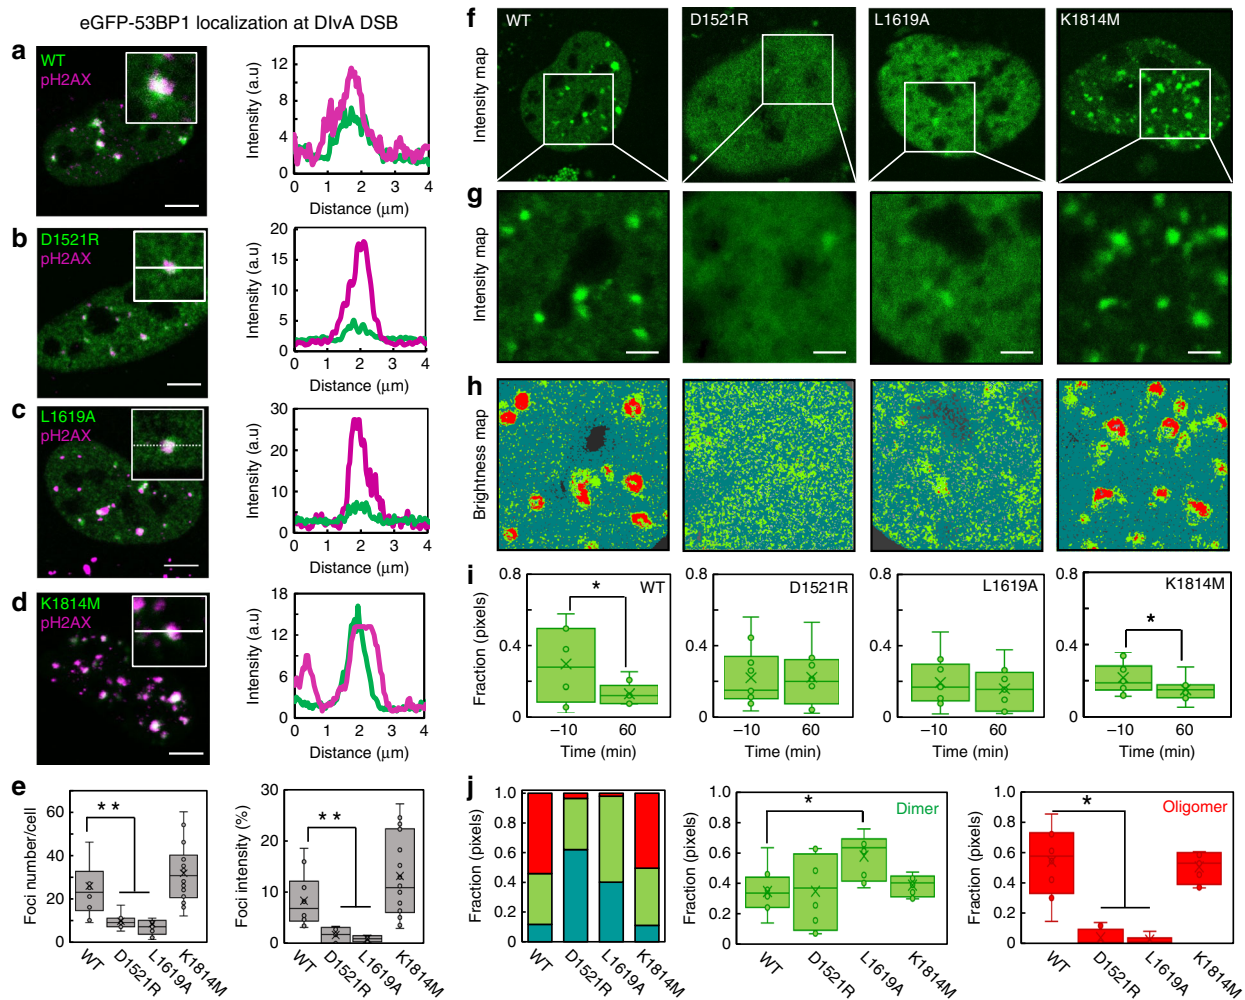 eGFP-53BP1 localization at DIvA DSB
a
WT
pH2AX
Intensity (a.u)
12
8
4
0
0 1 2 3 4
Distance (μm)
b
D1521R
pH2AX
Intensity (a.u)
20
15
10
5
0
0 1 2 3 4
Distance (μm)
c
L1619A
pH2AX
Intensity (a.u)
30
20
10
0
0 1 2 3 4
Distance (μm)
d
K1814M
pH2AX
Intensity (a.u)
18
12
6
0
0 1 2 3 4
Distance (μm)
e
Foci number/cell
60
40
20
0
* *
WT D1521R L1619A K1814M
Foci intensity (%)
30
20
10
0
* *
WT D1521R L1619A K1814M
f
Intensity map
WT D1521R L1619A K1814M
g
Intensity map
h
Brightness map
i
Fraction (pixels)
0.8
0.4
0
* WT
–10 60
Time (min)
0.8
0.4
0
D1521R
–10 60
Time (min)
0.8
0.4
0
L1619A
–10 60
Time (min)
0.8
0.4
0
* K1814M
–10 60
Time (min)
j
Fraction (pixels)
1.0
0.8
0.6
0.4
0.2
0
WT D1521R L1619A K1814M
Fraction (pixels)
1.0
0.8
0.6
0.4
0.2
0
* Dimer
WT D1521R L1619A K1814M
Fraction (pixels)
1.0
0.8
0.6
0.4
0.2
0
* Oligomer
WT D1521R L1619A K1814M